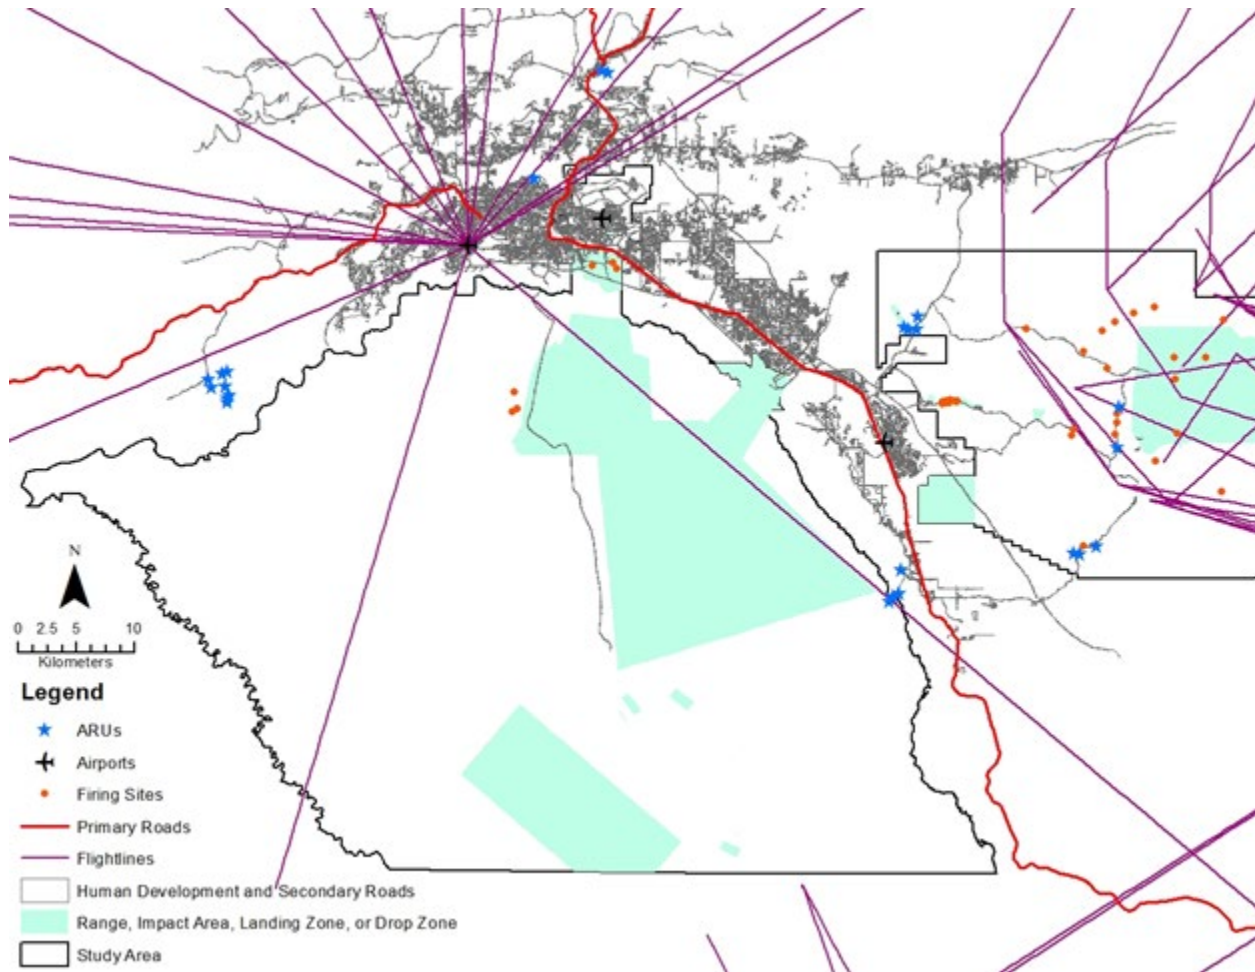 N
0 2.5 5 10
Kilometers
Legend
ARUs
Airports
Firing Sites
Primary Roads
Flightlines
Human Development and Secondary Roads
Range, Impact Area, Landing Zone, or Drop Zone
Study Area